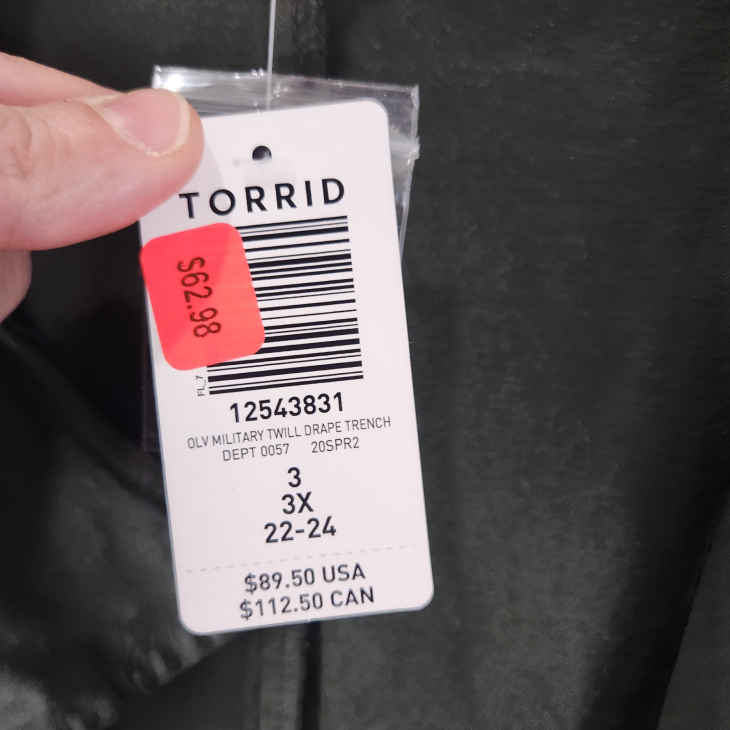 TORRID
$62.98
FL_7
12543831
OLV MILITARY TWILL DRAPE TRENCH
DEPT 0057 20SPR2
3
3X
22-24
$89.50 USA
$112.50 CAN